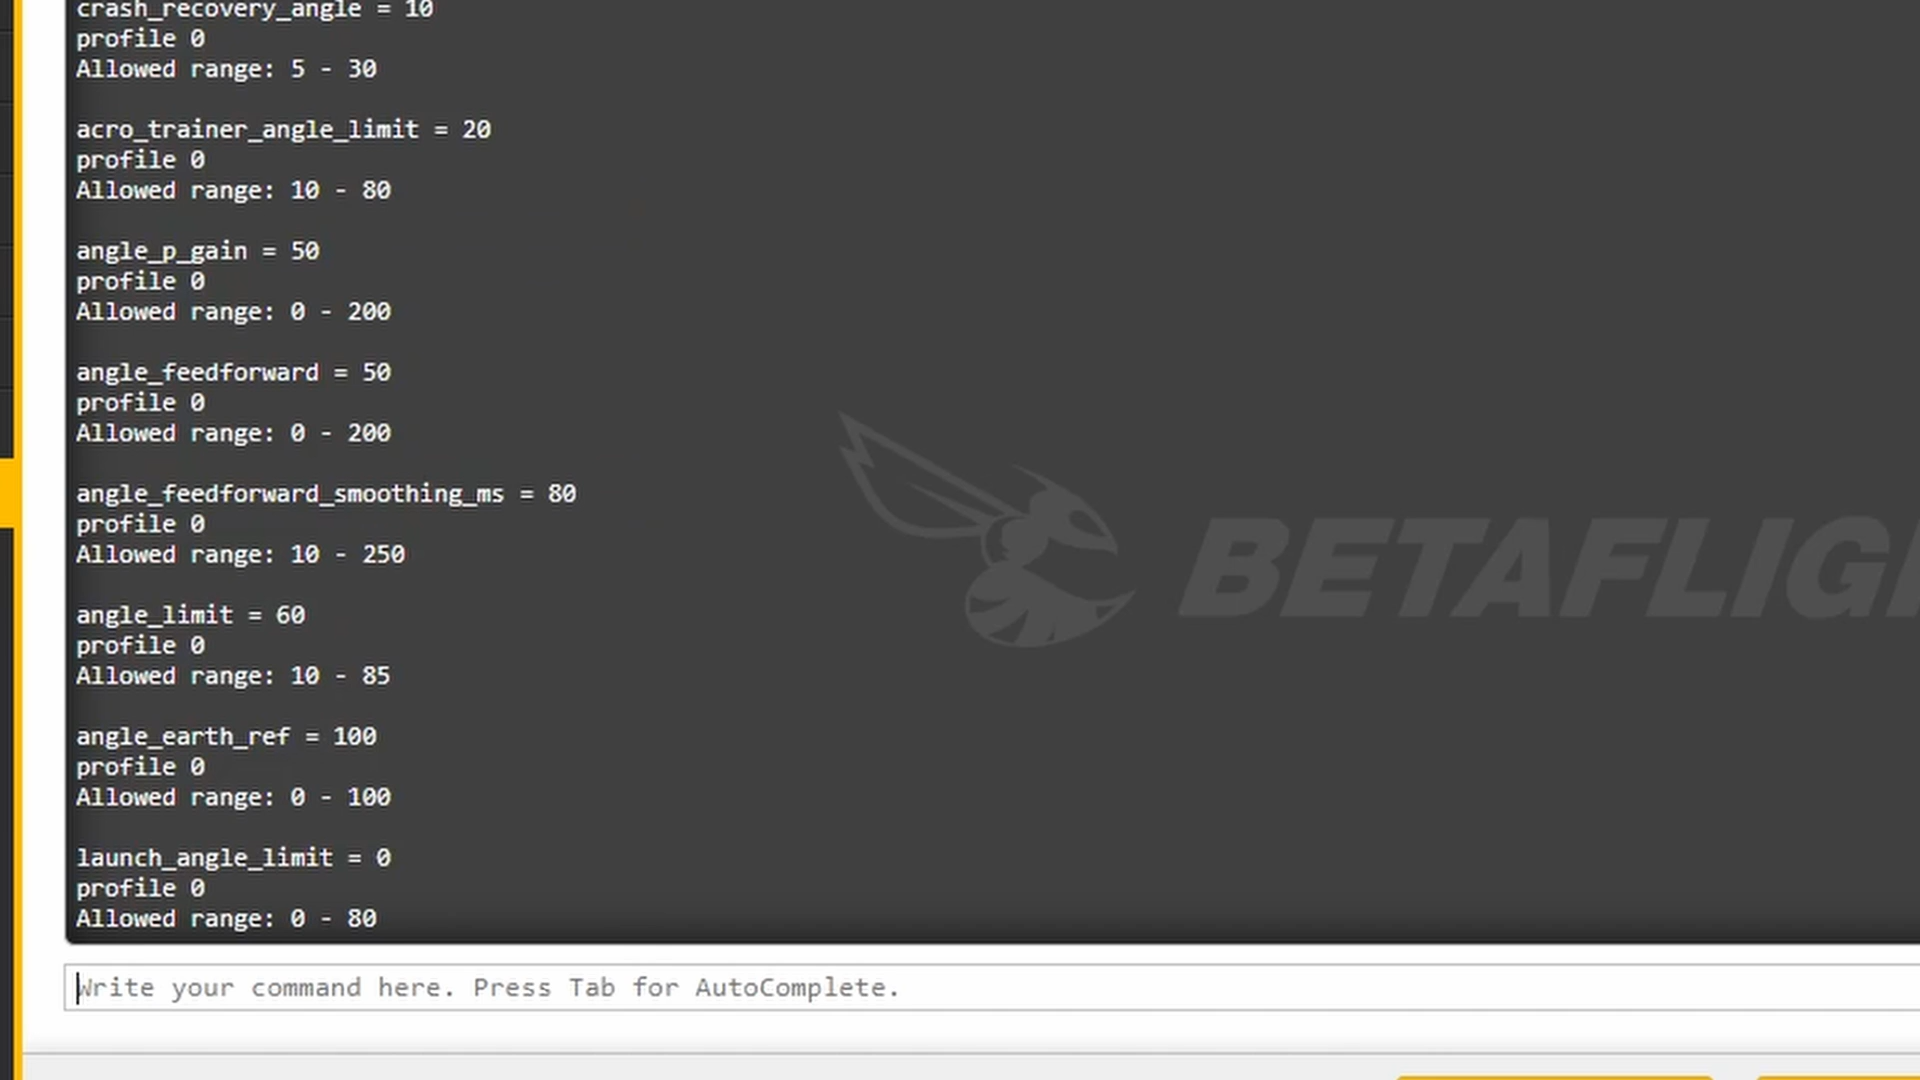 crash_recovery_angle = 10
profile 0
Allowed range: 5 - 30
acro_trainer_angle_limit = 20
profile 0
Allowed range: 10 - 80
angle_p_gain = 50
profile 0
Allowed range: 0 - 200
angle_feedforward = 50
profile 0
Allowed range: 0 - 200
angle_feedforward_smoothing_ms = 80
profile 0
Allowed range: 10 - 250
angle_limit = 60
profile 0
Allowed range: 10 - 85
angle_earth_ref = 100
profile 0
Allowed range: 0 - 100
launch_angle_limit = 0
profile 0
Allowed range: 0 - 80
BETAFLIGH
Write your command here. Press Tab for AutoComplete.